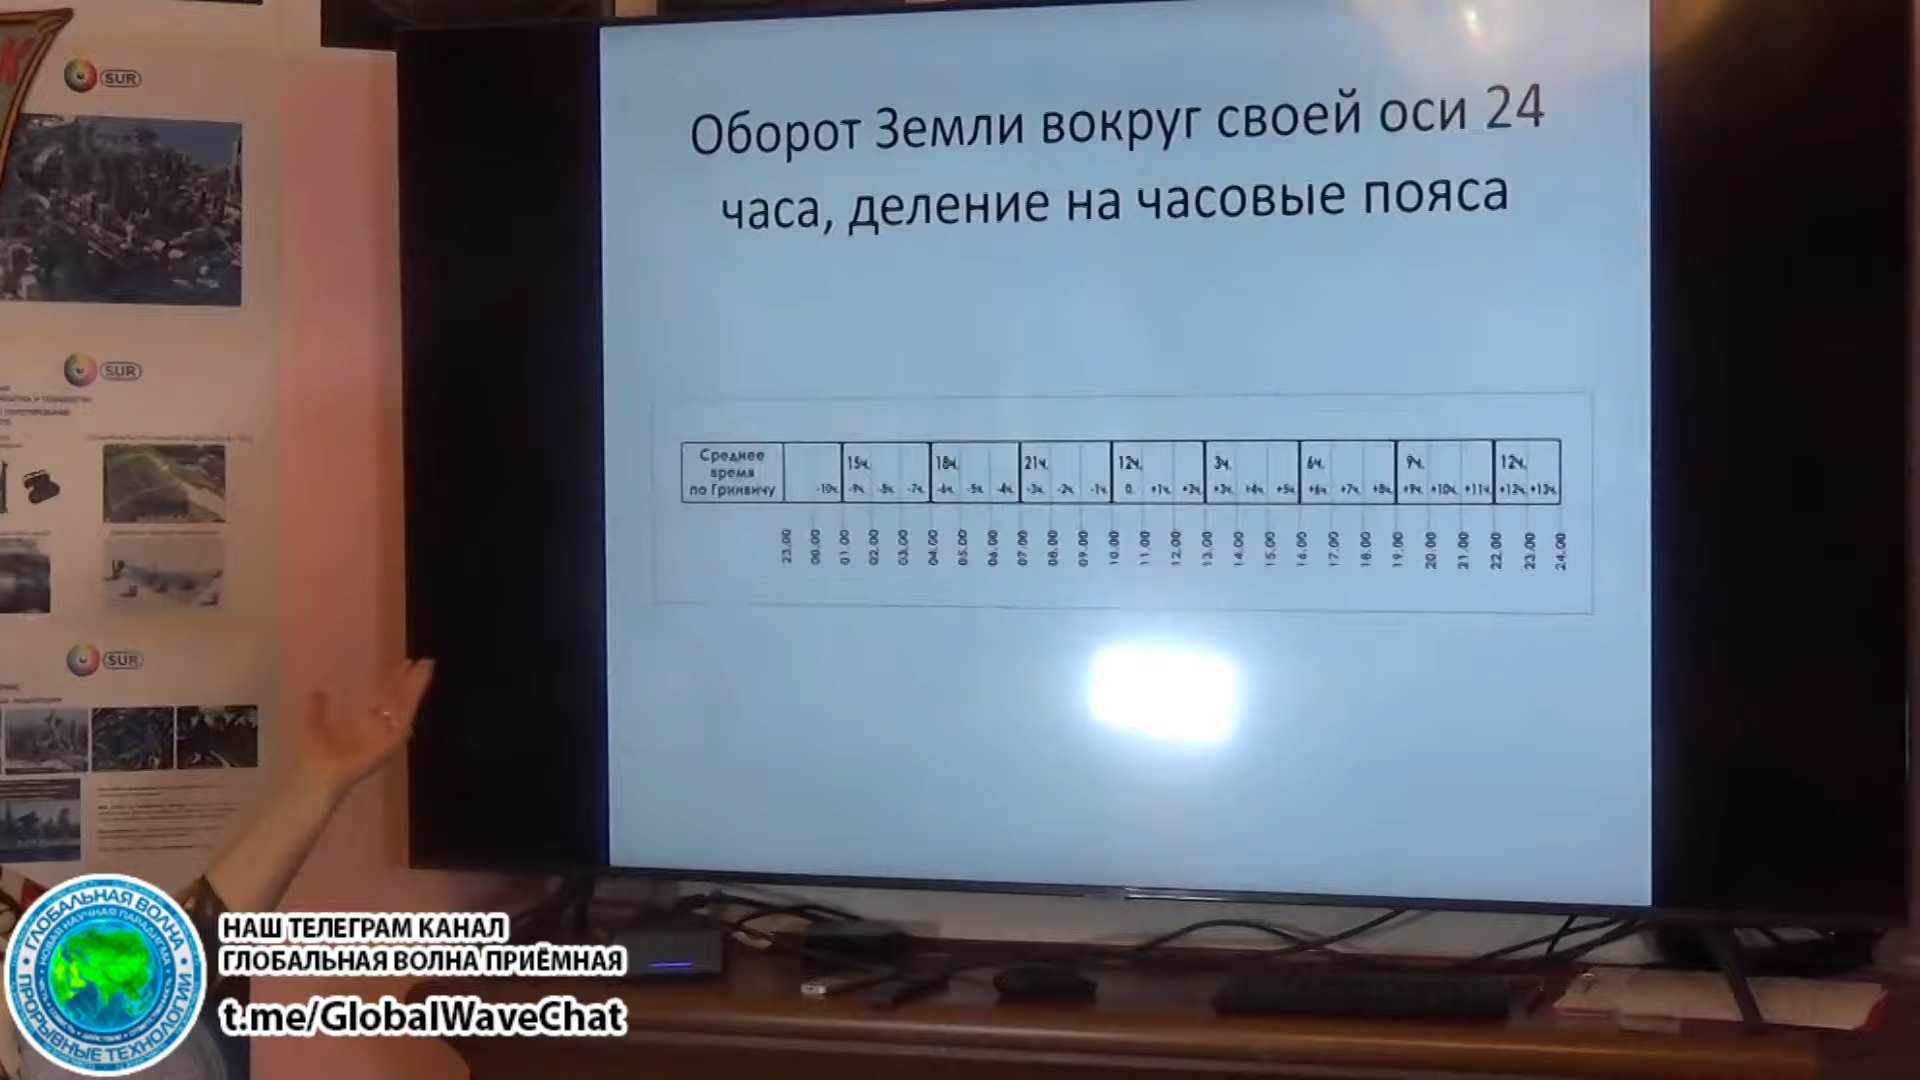 SUR
Оборот Земли вокруг своей оси 24
часа, деление на часовые пояса
Среднее
время
по Гринвичу
15ч. 18ч. 21ч. 12ч. 3ч. 6ч. 9ч. 12ч.
-10ч. -9ч. -8ч. -7ч. -6ч. -5ч. -4ч. -3ч. -2ч. -1ч. 0. +1ч. +2ч. +3ч. +4ч. +5ч. +6ч. +7ч. +8ч. +9ч. +10ч. +11ч. +12ч. +13ч.
23.00 00.00 01.00 02.00 03.00 04.00 05.00 06.00 07.00 08.00 09.00 10.00 11.00 12.00 13.00 14.00 15.00 16.00 17.00 18.00 19.00 20.00 21.00 22.00 23.00 24.00
SUR
SUR
ГЛОБАЛЬНАЯ ВОЛНА
НОВАЯ НАУЧНАЯ ПАРАДИГМА
ПРОРЫВНЫЕ ТЕХНОЛОГИИ
НАШ ТЕЛЕГРАМ КАНАЛ
ГЛОБАЛЬНАЯ ВОЛНА ПРИЁМНАЯ
t.me/GlobalWaveChat